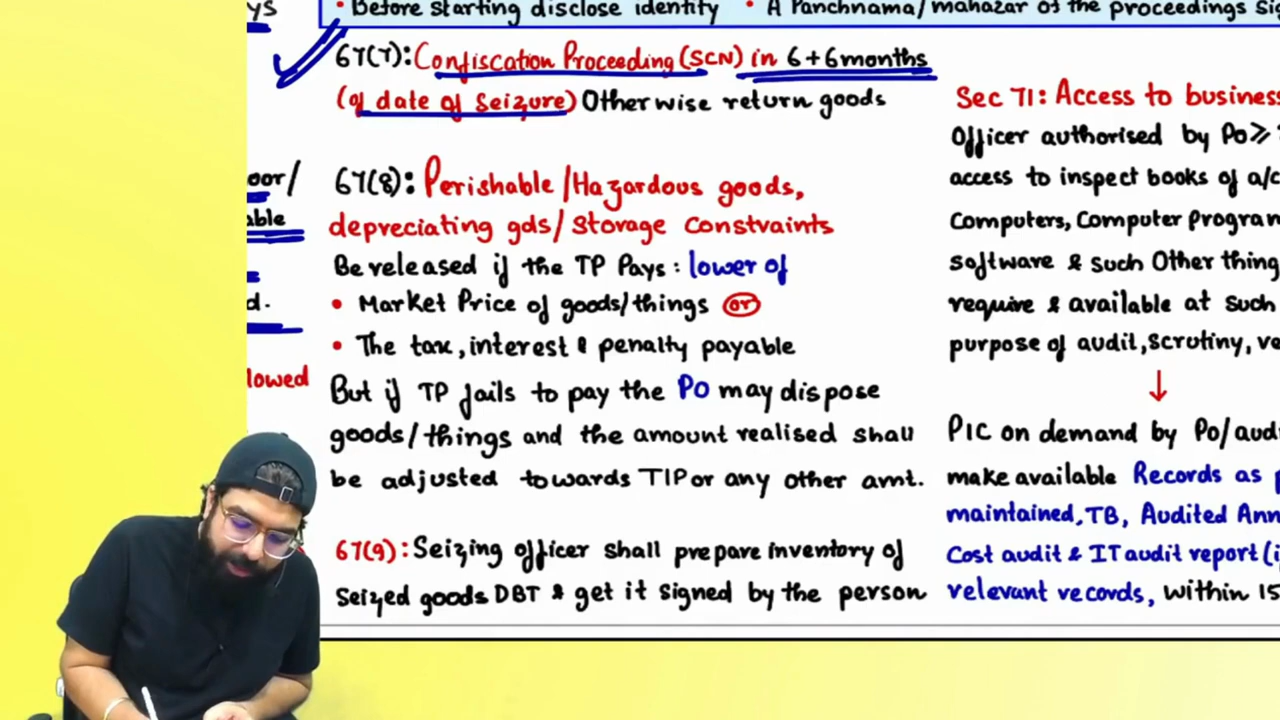 ys
• Before starting disclose identity • A Panchnama/mahazar of the proceedings
67(7): Confiscation Proceeding (SCN) in 6+6months
(of date of Seizure) Otherwise return goods
oor/
able
d.
lowed
67(8): Perishable/Hazardous goods,
depreciating gds/Storage Constraints
Be released if the TP Pays: lower of
• Market Price of goods/things or
• The tax, interest & penalty payable
But if TP fails to pay the PO may dispose
goods/things and the amount realised shall
be adjusted towards TIP or any other amt.
67(9): Seizing officer shall prepare inventory of
Seized goods DBT & get it signed by the person
Sec 71: Access to business
Officer authorised by Po≥
access to inspect books of a/c
Computers, Computer Program
software & such Other thing
require & available at such
purpose of audit, Scrutiny, ve
↓
PIC on demand by Po/audi
make available Records as p
maintained, TB, Audited Ann
Cost audit & IT audit report (i
relevant records, within 15